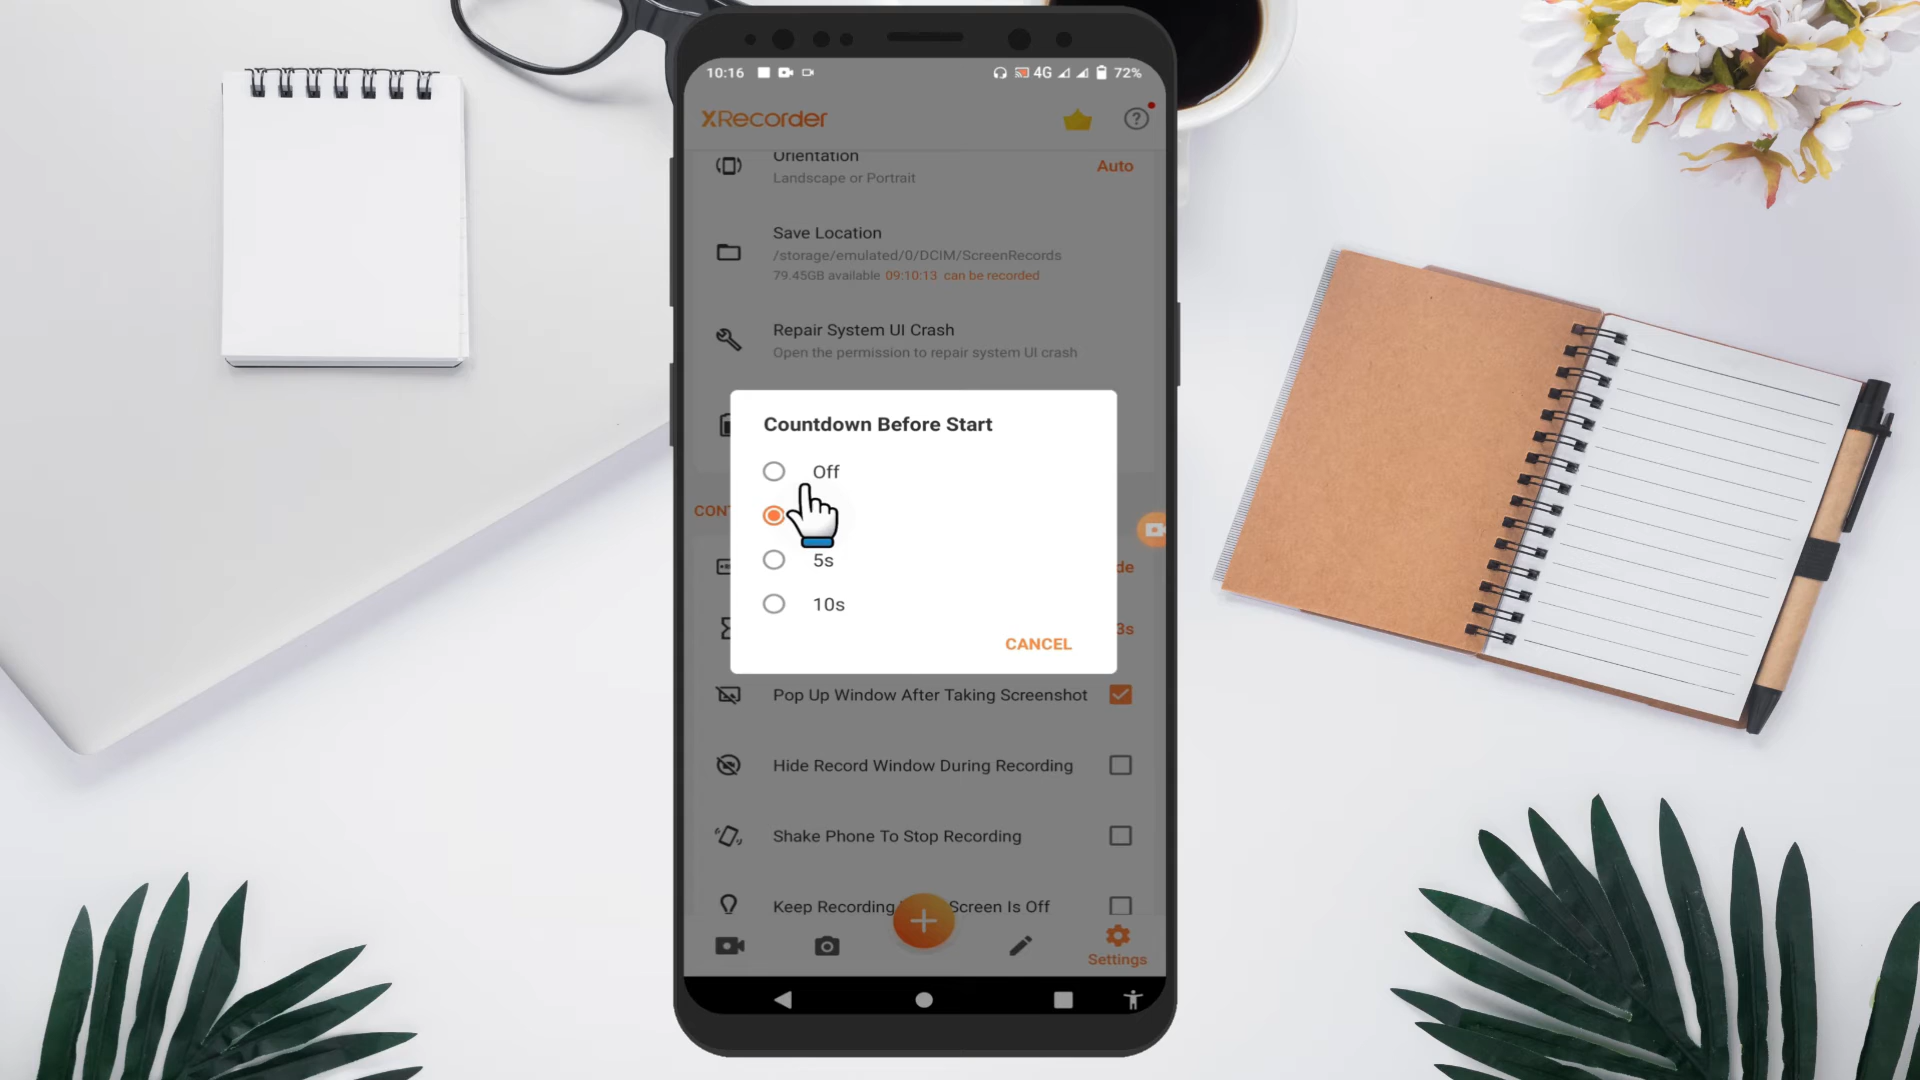 10:16 4G 72%
XRecorder
Orientation
Landscape or Portrait
Auto
Save Location
/storage/emulated/0/DCIM/ScreenRecords
79.45GB available 09:10:13 can be recorded
Repair System UI Crash
Open the permission to repair system UI crash
Countdown Before Start
Off
CON
5s
de
10s
3s
CANCEL
Pop Up Window After Taking Screenshot
Hide Record Window During Recording
Shake Phone To Stop Recording
Keep Recording Screen Is Off
Settings